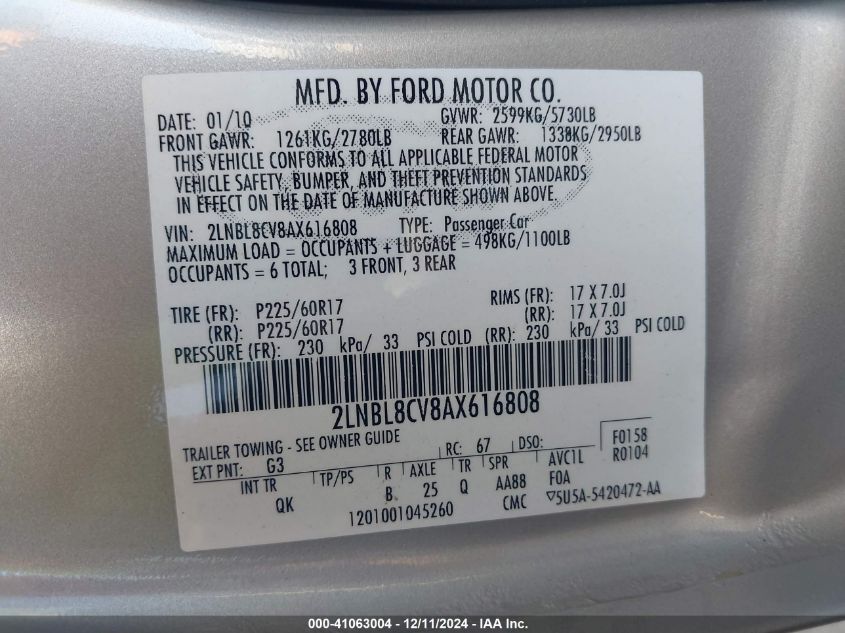 MFD. BY FORD MOTOR CO.
DATE: 01/10 GVWR: 2599KG/5730LB
FRONT GAWR: 1261KG/2780LB REAR GAWR: 1338KG/2950LB
THIS VEHICLE CONFORMS TO ALL APPLICABLE FEDERAL MOTOR
VEHICLE SAFETY, BUMPER, AND THEFT PREVENTION STANDARDS
IN EFFECT ON THE DATE OF MANUFACTURE SHOWN ABOVE.
VIN: 2LNBL8CV8AX616808 TYPE: Passenger Car
MAXIMUM LOAD = OCCUPANTS + LUGGAGE = 498KG/1100LB
OCCUPANTS = 6 TOTAL; 3 FRONT, 3 REAR
TIRE (FR): P225/60R17 RIMS (FR): 17 X 7.0J
(RR): P225/60R17 (RR): 17 X 7.0J
PRESSURE (FR): 230 kPa/ 33 PSI COLD (RR): 230 kPa/ 33 PSI COLD
2LNBL8CV8AX616808
TRAILER TOWING - SEE OWNER GUIDE RC: 67 DSO: F0158
EXT PNT: G3 R0104
INT TR TP/PS R AXLE TR SPR AVC1L
QK B 25 Q AA88 F0A
1201001045260 CMC ▽5U5A-5420472-AA
000-41063004 - 12/11/2024 - IAA Inc.